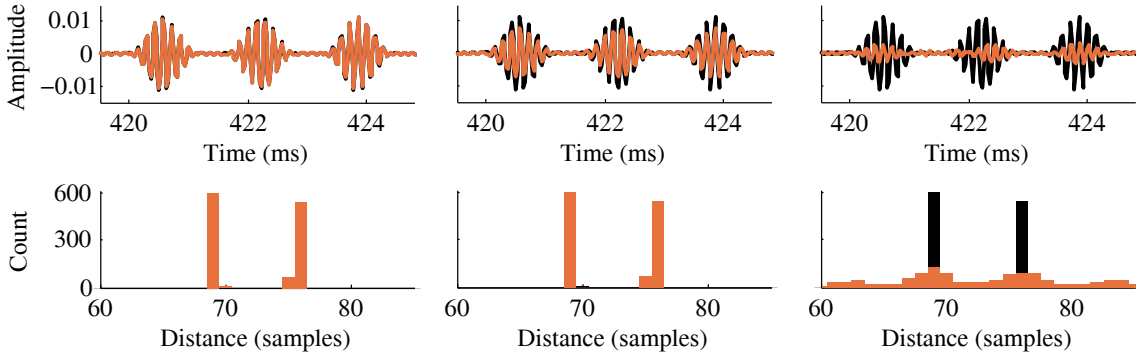 Amplitude
0.01
0
−0.01
420 422 424
420 422 424
420 422 424
Time (ms)
Time (ms)
Time (ms)
Count
600
300
0
60 70 80
60 70 80
60 70 80
Distance (samples)
Distance (samples)
Distance (samples)